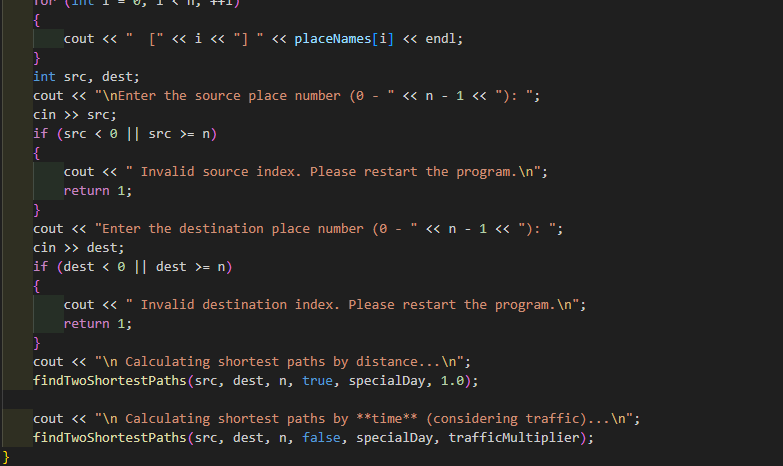 for (int i = 0; i < n; ++i)
{
cout << "  [" << i << "] " << placeNames[i] << endl;
}
int src, dest;
cout << "\nEnter the source place number (0 - " << n - 1 << "): ";
cin >> src;
if (src < 0 || src >= n)
{
cout << " Invalid source index. Please restart the program.\n";
return 1;
}
cout << "Enter the destination place number (0 - " << n - 1 << "): ";
cin >> dest;
if (dest < 0 || dest >= n)
{
cout << " Invalid destination index. Please restart the program.\n";
return 1;
}
cout << "\n Calculating shortest paths by distance...\n";
findTwoShortestPaths(src, dest, n, true, specialDay, 1.0);
cout << "\n Calculating shortest paths by **time** (considering traffic)...\n";
findTwoShortestPaths(src, dest, n, false, specialDay, trafficMultiplier);
}